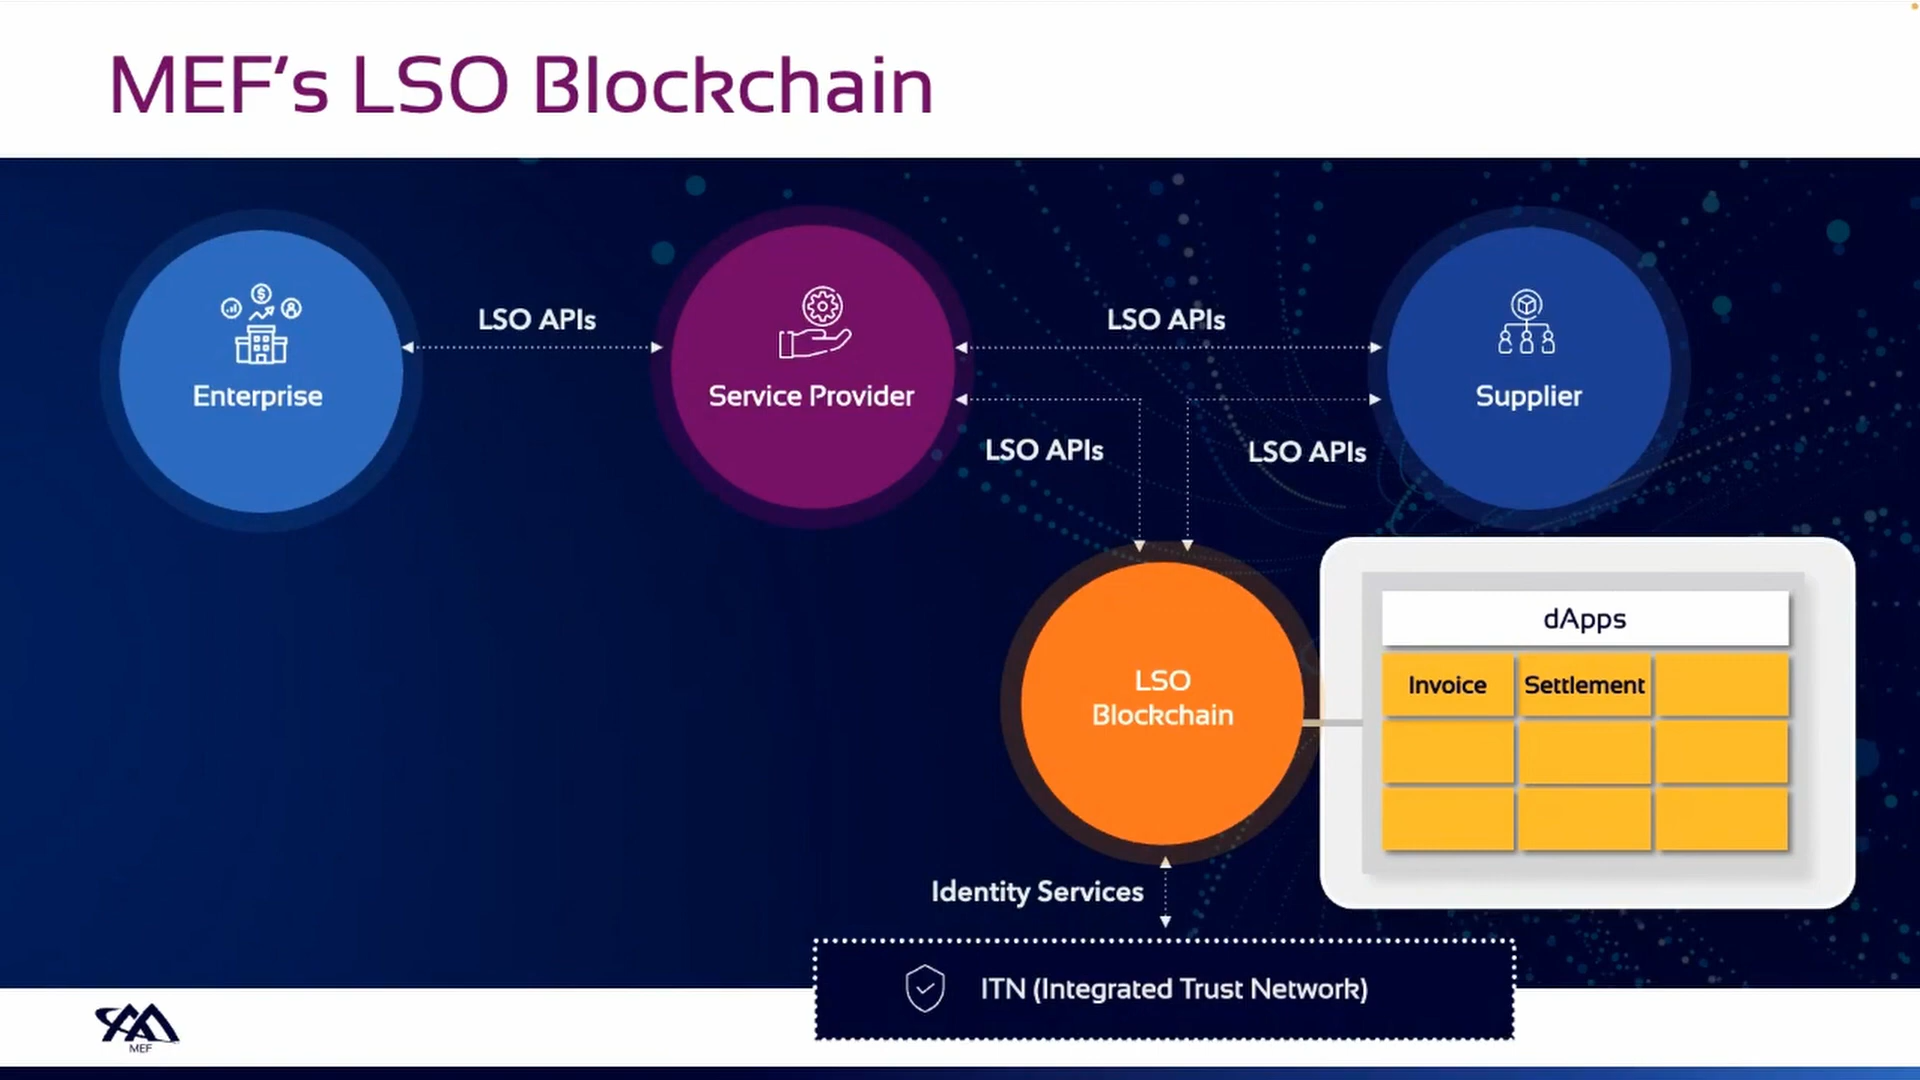 MEF's LSO Blockchain
LSO APIs
LSO APIs
Enterprise
Service Provider
Supplier
LSO APIs
LSO APIs
dApps
LSO
Blockchain
Invoice
Settlement
Identity Services
ITN (Integrated Trust Network)
MEF